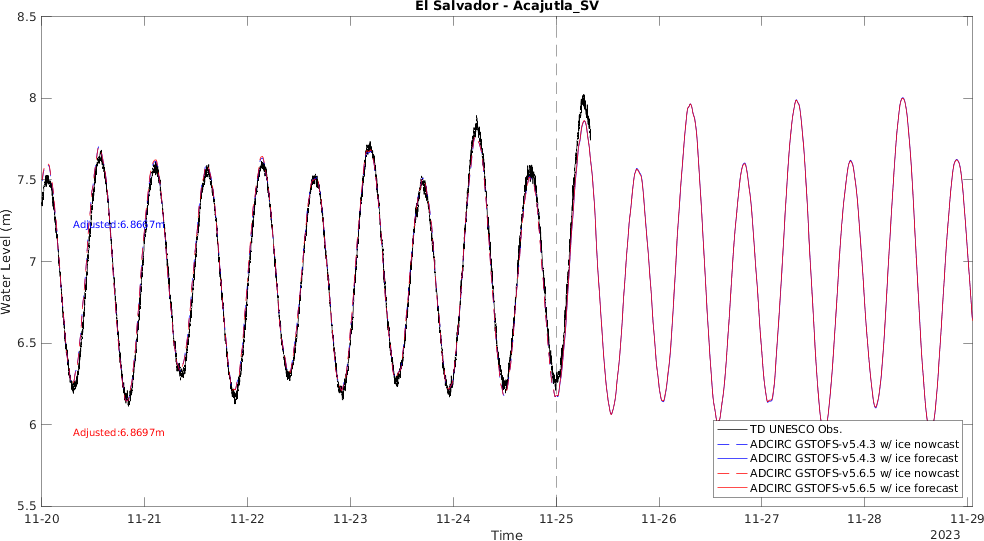 El Salvador - Acajutla_SV
8.5
8
7.5
7
6.5
6
5.5
Water Level (m)
Adjusted:6.8667m
Adjusted:6.8697m
TD UNESCO Obs.
ADCIRC GSTOFS-v5.4.3 w/ ice nowcast
ADCIRC GSTOFS-v5.4.3 w/ ice forecast
ADCIRC GSTOFS-v5.6.5 w/ ice nowcast
ADCIRC GSTOFS-v5.6.5 w/ ice forecast
11-20 11-21 11-22 11-23 11-24 11-25 11-26 11-27 11-28 11-29
Time
2023